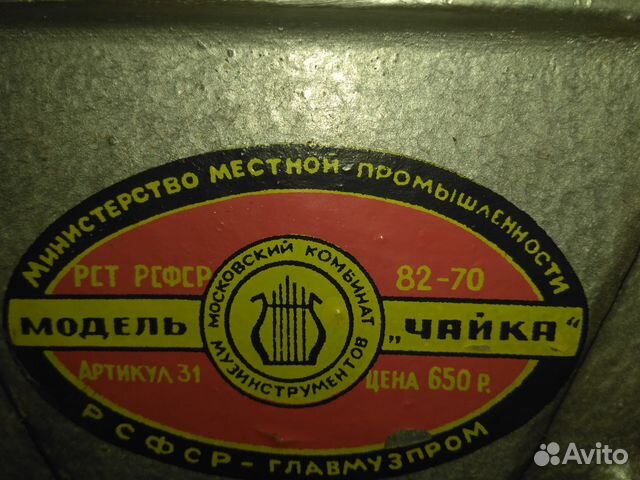 Министерство местной промышленности
РСТ РСФСР 82-70
МОСКОВСКИЙ КОМБИНАТ
МУЗИНСТРУМЕНТОВ
МОДЕЛЬ „ЧАЙКА“
АРТИКУЛ 31 ЦЕНА 650 Р.
РСФСР-ГЛАВМУЗПРОМ
Avito